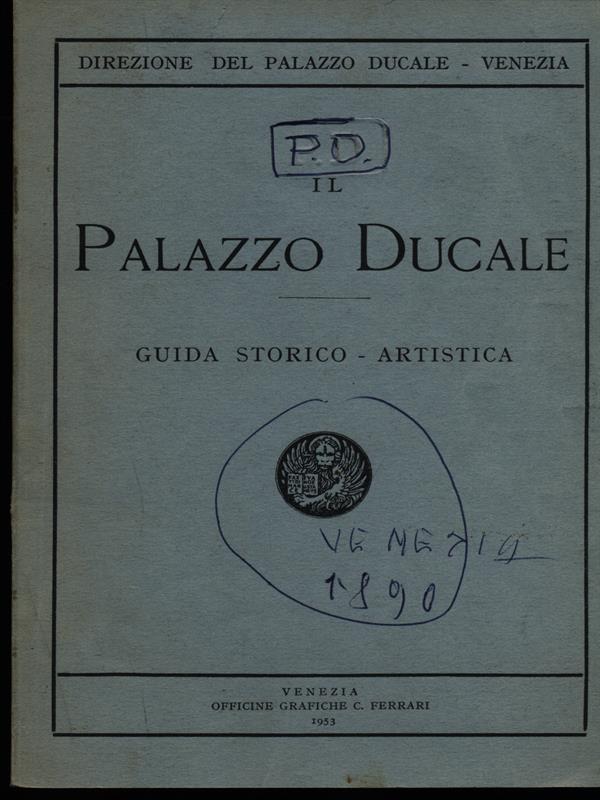 DIREZIONE DEL PALAZZO DUCALE - VENEZIA
P.D.
IL
PALAZZO DUCALE
GUIDA STORICO - ARTISTICA
VENEZIA
1890
VENEZIA
OFFICINE GRAFICHE C. FERRARI
1953